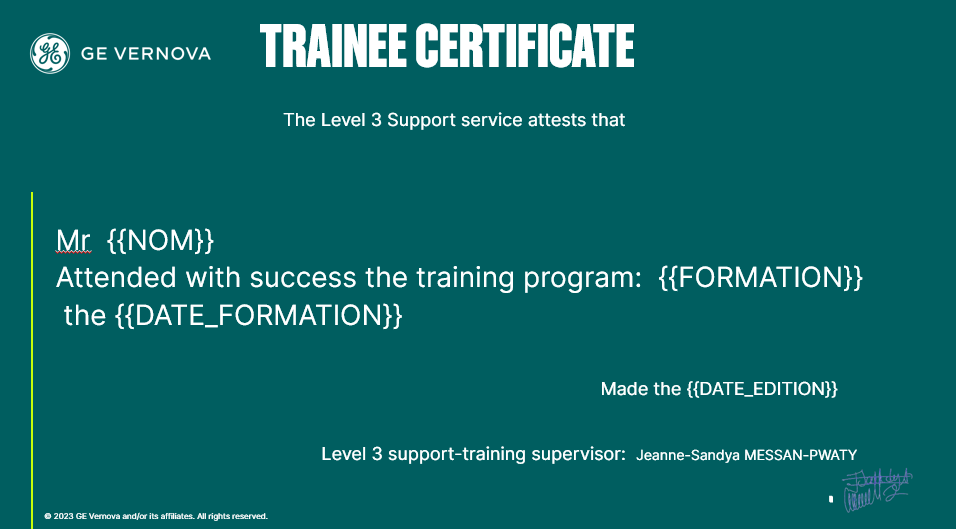 GE VERNOVA
TRAINEE CERTIFICATE
The Level 3 Support service attests that
Mr {{NOM}}
Attended with success the training program: {{FORMATION}}
the {{DATE_FORMATION}}
Made the {{DATE_EDITION}}
Level 3 support-training supervisor: Jeanne-Sandya MESSAN-PWATY
© 2023 GE Vernova and/or its affiliates. All rights reserved.